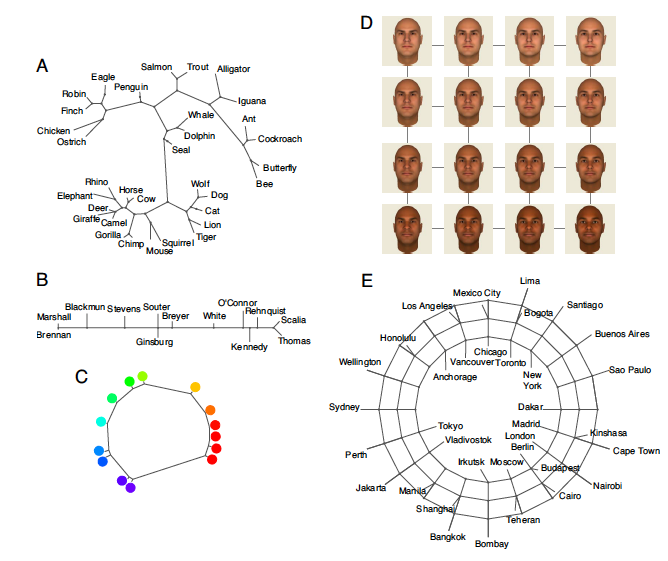 A
Robin
Eagle
Penguin
Salmon
Trout
Alligator
Finch
Iguana
Chicken
Ostrich
Whale
Ant
Dolphin
Cockroach
Seal
Butterfly
Bee
Rhino
Horse
Wolf
Elephant
Cow
Dog
Deer
Cat
Giraffe
Camel
Lion
Gorilla
Tiger
Chimp
Squirrel
Mouse
B
Marshall
Blackmun
Stevens
Souter
Breyer
White
O'Connor
Rehnquist
Scalia
Brennan
Ginsburg
Kennedy
Thomas
C
D
E
Lima
Mexico City
Los Angeles
Bogota
Santiago
Honolulu
Buenos Aires
Wellington
Chicago
Vancouver
Toronto
Sao Paulo
Anchorage
New
York
Sydney
Dakar
Tokyo
Madrid
Kinshasa
Vladivostok
London
Cape Town
Perth
Berlin
Irkutsk
Moscow
Budapest
Jakarta
Manila
Nairobi
Cairo
Shanghai
Teheran
Bangkok
Bombay